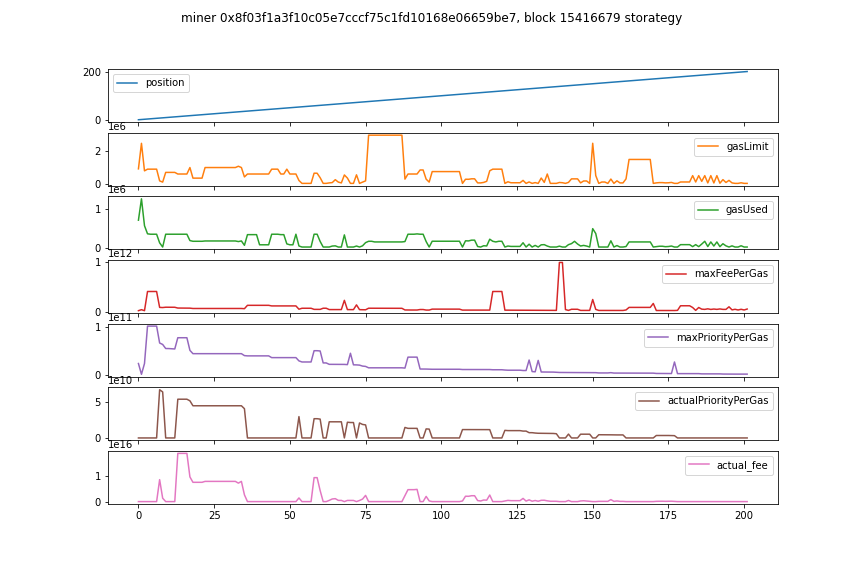 miner 0x8f03f1a3f10c05e7cccf75c1fd10168e06659be7, block 15416679 storategy
200
0
position
1e6
2
0
gasLimit
1e6
1
0
gasUsed
1e12
1
0
maxFeePerGas
1e11
1
0
maxPriorityPerGas
1e10
5
0
actualPriorityPerGas
1e16
1
0
actual_fee
0 25 50 75 100 125 150 175 200